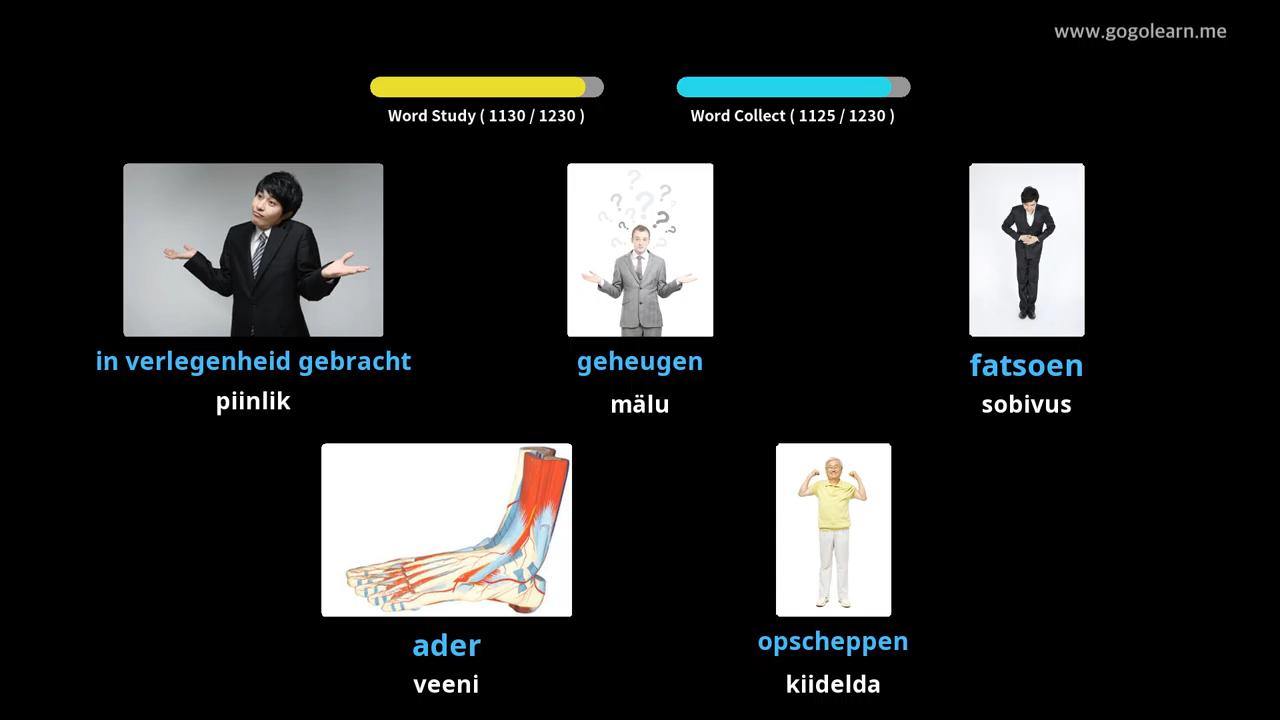 www.gogolearn.me
Word Study ( 1130 / 1230 )
Word Collect ( 1125 / 1230 )
in verlegenheid gebracht
piinlik
geheugen
mälu
fatsoen
sobivus
ader
veeni
opscheppen
kiidelda